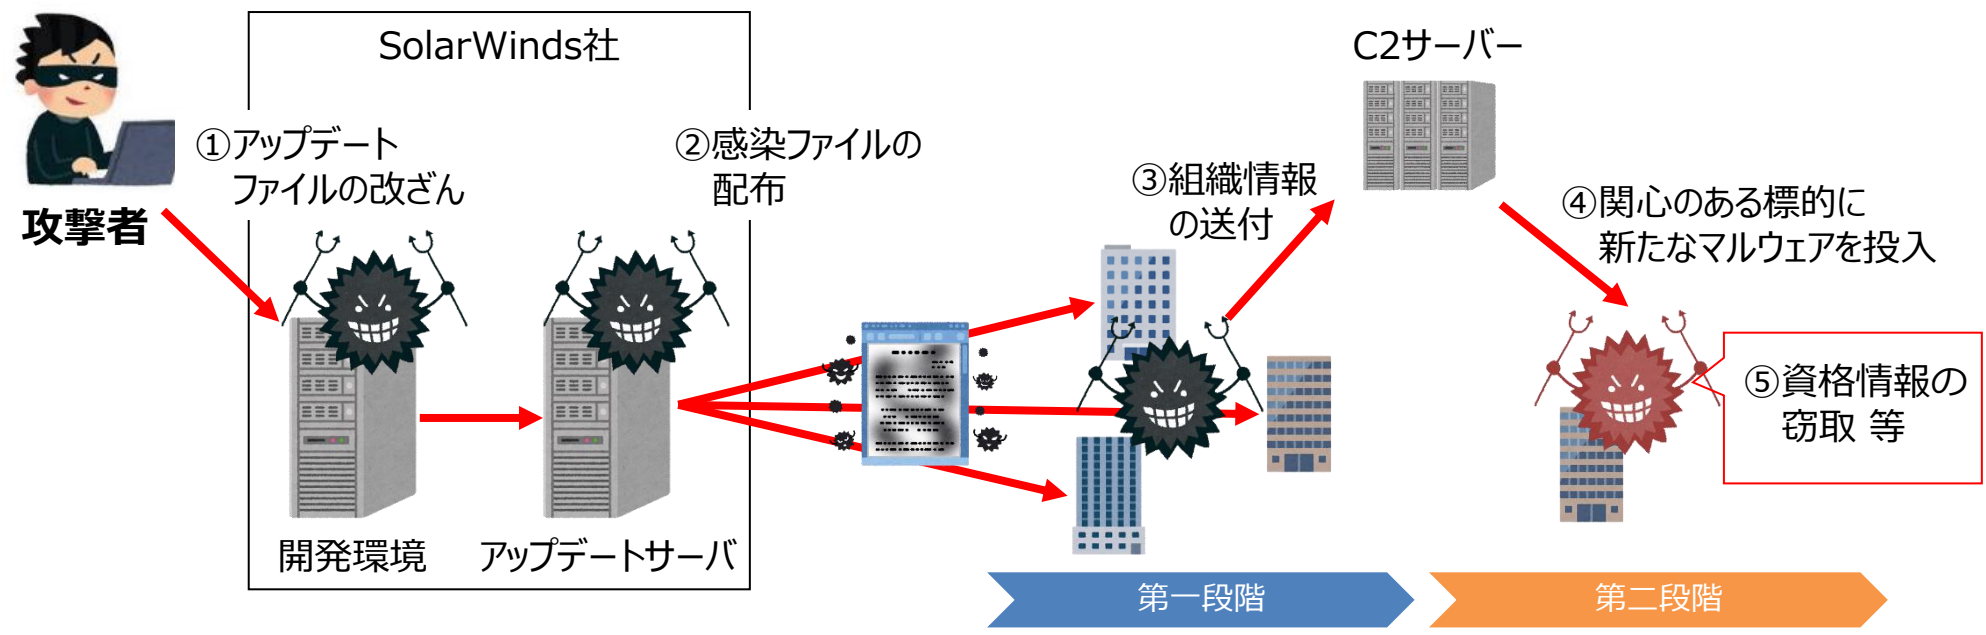 SolarWinds社
C2サーバー
①アップデート
ファイルの改ざん
②感染ファイルの
配布
③組織情報
の送付
④関心のある標的に
新たなマルウェアを投入
攻撃者
⑤資格情報の
窃取 等
開発環境
アップデートサーバ
第一段階
第二段階